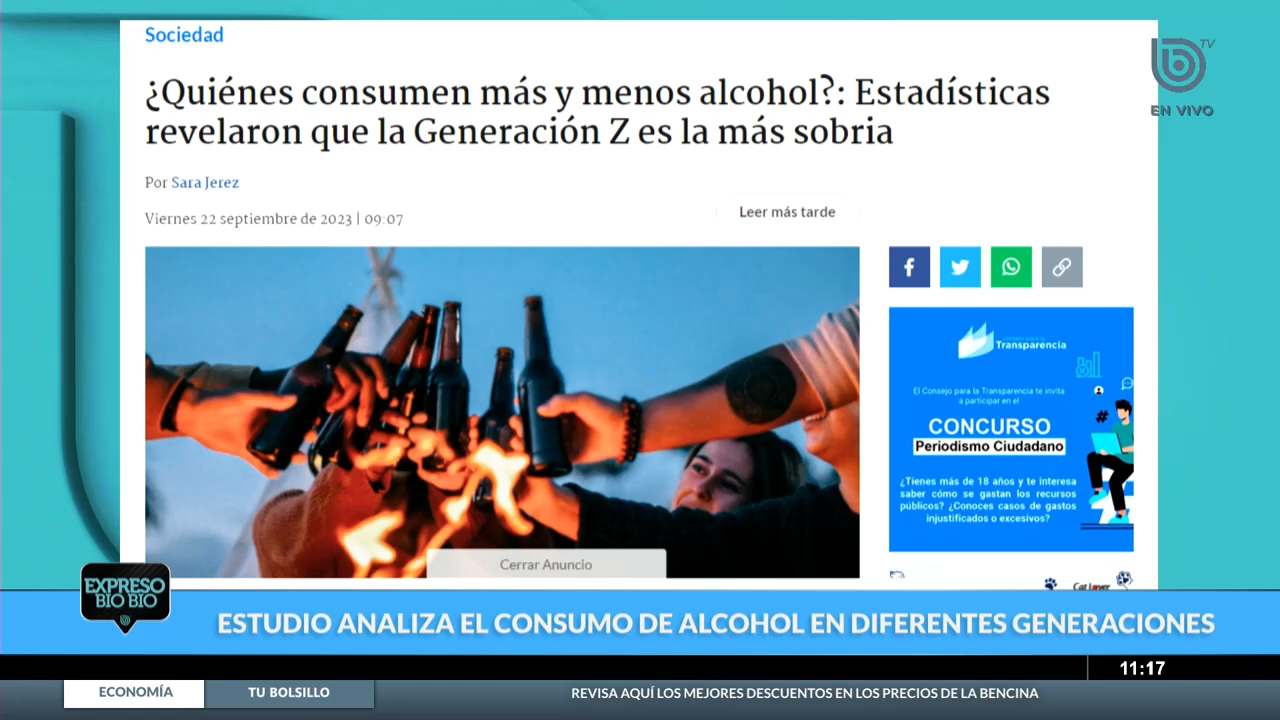 Sociedad
¿Quiénes consumen más y menos alcohol?: Estadísticas
revelaron que la Generación Z es la más sobria
Por Sara Jerez
Viernes 22 septiembre de 2023 | 09:07
Leer más tarde
TV
EN VIVO
Transparencia
El Consejo para la Transparencia te invita
a participar en el
CONCURSO
Periodismo Ciudadano
¿Tienes más de 18 años y te interesa
saber cómo se gastan los recursos
públicos? ¿Conoces casos de gastos
injustificados o excesivos?
Cerrar Anuncio
Cat Lover
EXPRESO
BIO BIO
ESTUDIO ANALIZA EL CONSUMO DE ALCOHOL EN DIFERENTES GENERACIONES
11:17
ECONOMÍA
TU BOLSILLO
REVISA AQUÍ LOS MEJORES DESCUENTOS EN LOS PRECIOS DE LA BENCINA